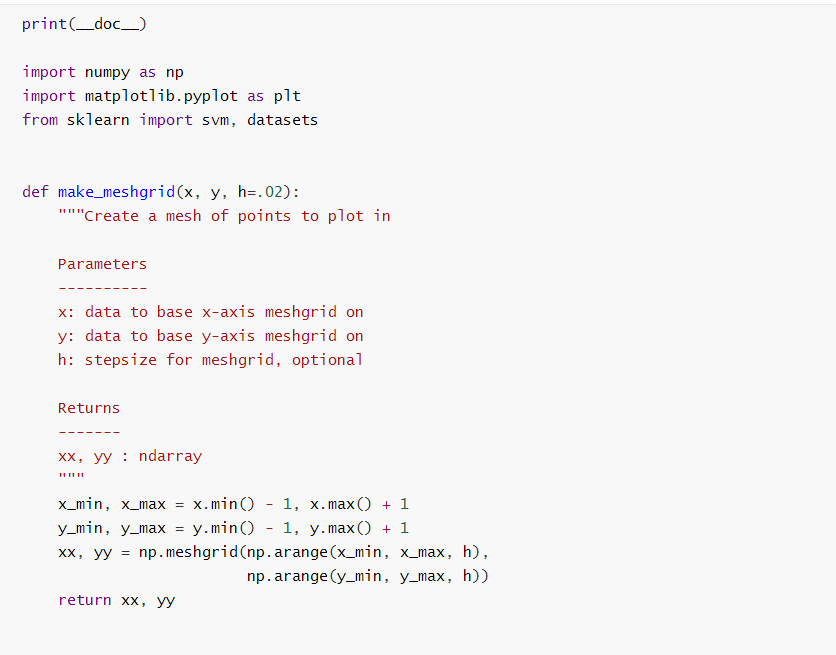 print(__doc__)
import numpy as np
import matplotlib.pyplot as plt
from sklearn import svm, datasets
def make_meshgrid(x, y, h=.02):
    """Create a mesh of points to plot in
    Parameters
    ----------
    x: data to base x-axis meshgrid on
    y: data to base y-axis meshgrid on
    h: stepsize for meshgrid, optional
    Returns
    -------
    xx, yy : ndarray
    """
    x_min, x_max = x.min() - 1, x.max() + 1
    y_min, y_max = y.min() - 1, y.max() + 1
    xx, yy = np.meshgrid(np.arange(x_min, x_max, h),
                         np.arange(y_min, y_max, h))
    return xx, yy